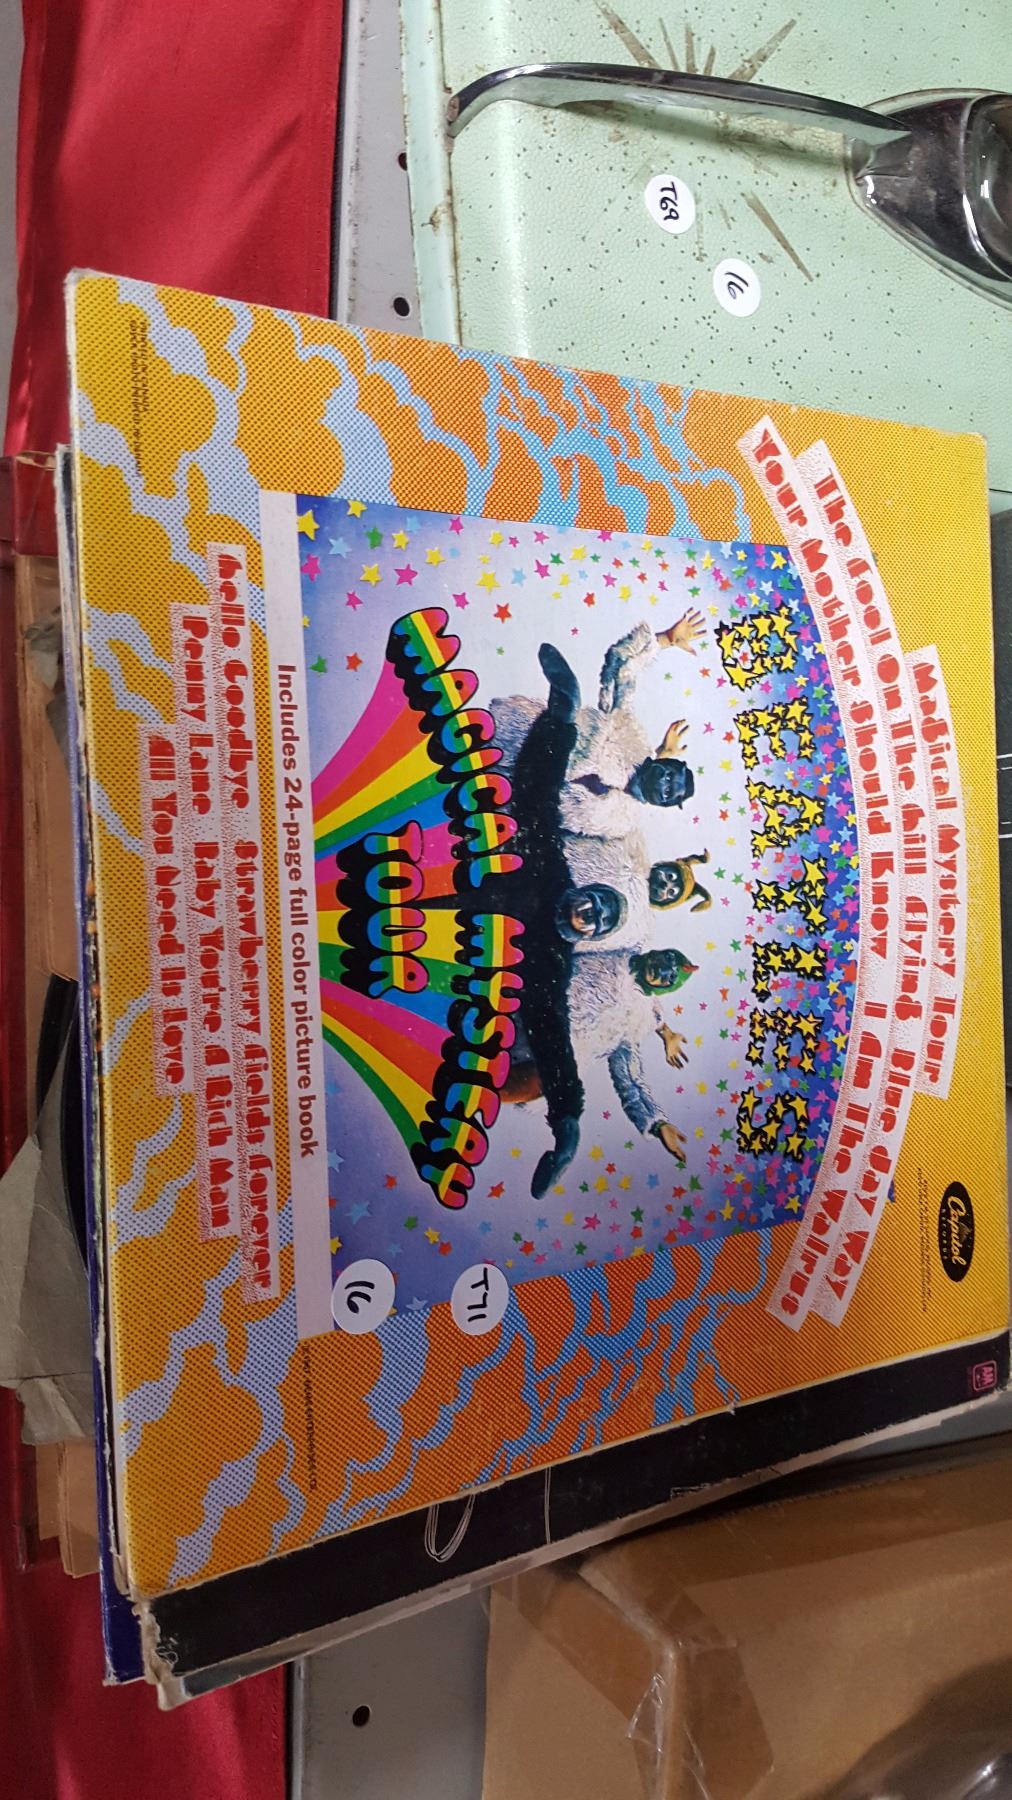 T69
16
Capitol
RECORDS
Magical Mystery Tour
The Fool On The Hill Flying Blue Jay Way
Your Mother Should Know I Am The Walrus
BEATLES
MAGICAL MYSTERY
TOUR
T71
16
Includes 24-page full color picture book
Hello Goodbye Strawberry Fields Forever
Penny Lane Baby You're a Rich Man
All You Need Is Love
A&M